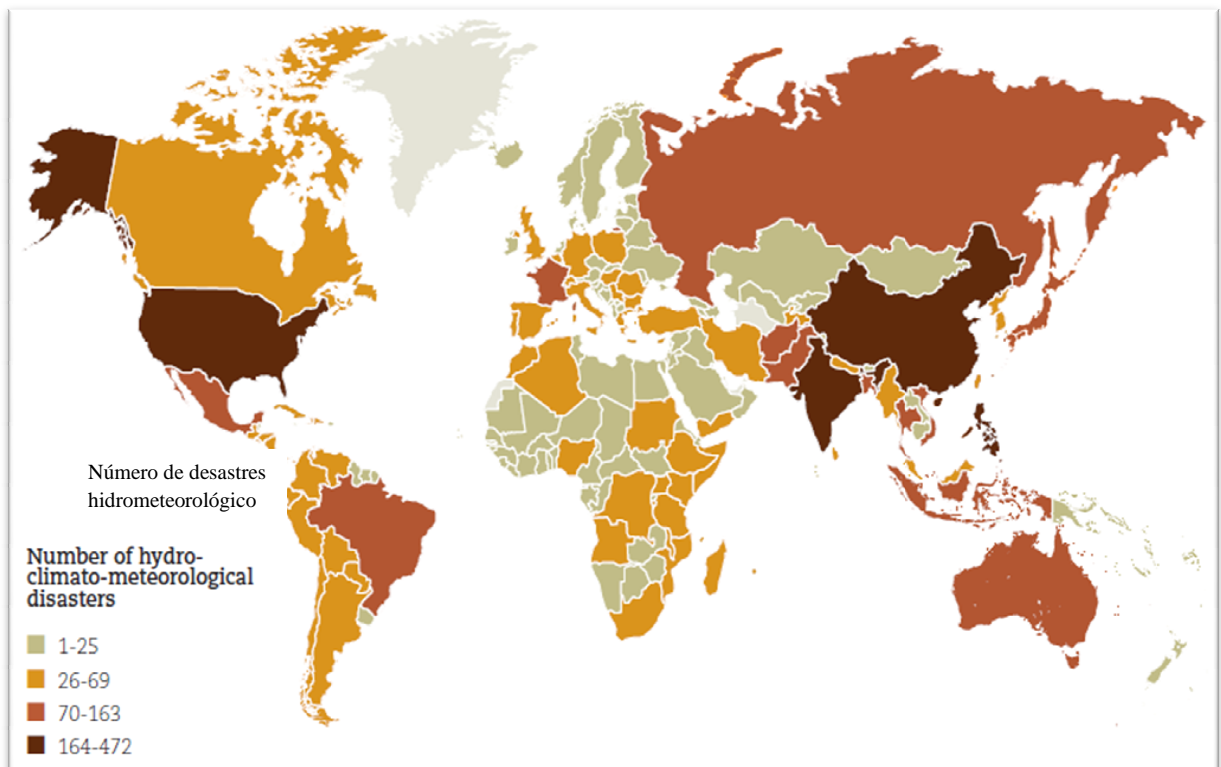 Número de desastres
hidrometeorológico
Number of hydro-
climato-meteorological
disasters
1-25
26-69
70-163
164-472